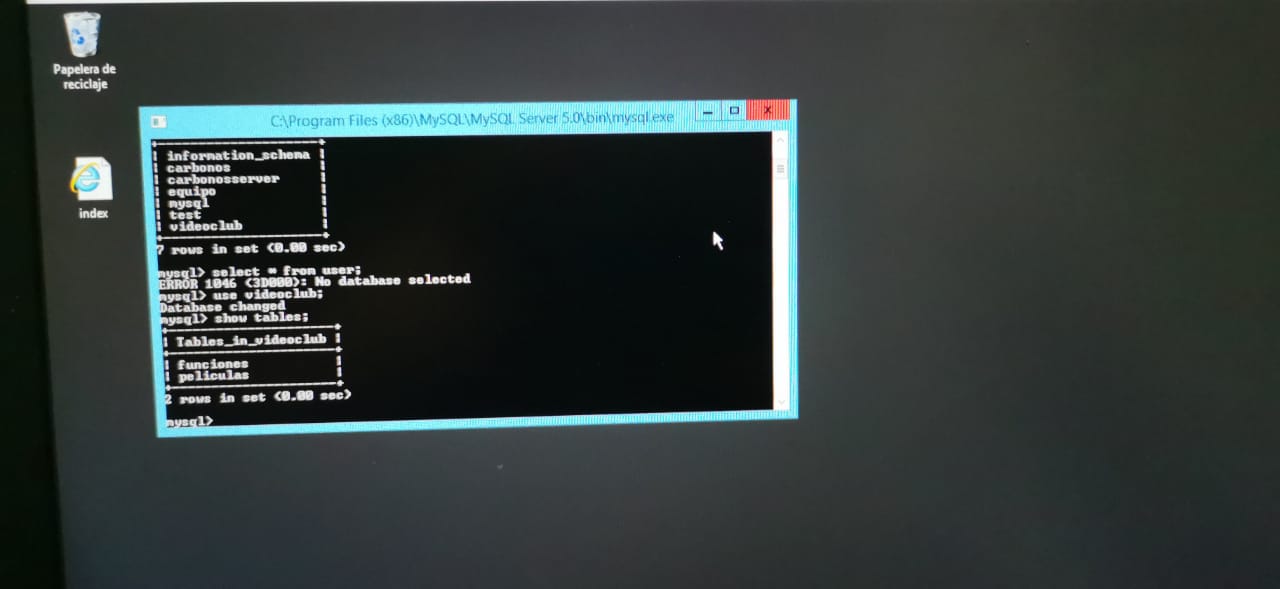 Papelera de
reciclaje
index
C:\Program Files (x86)\MySQL\MySQL Server 5.0\bin\mysql.exe
| information_schema |
| carbonos |
| carbonosserver |
| equipo |
| mysql |
| test |
| videoclub |
7 rows in set (0.00 sec)
mysql> select * from user;
ERROR 1046 (3D000): No database selected
mysql> use videoclub;
Database changed
mysql> show tables;
| Tables_in_videoclub |
| funciones |
| peliculas |
2 rows in set (0.00 sec)
mysql>